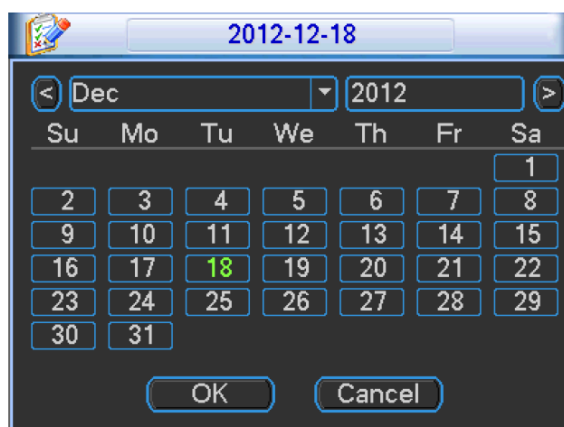 2012-12-18
< Dec 2012 >
Su Mo Tu We Th Fr Sa
1
2 3 4 5 6 7 8
9 10 11 12 13 14 15
16 17 18 19 20 21 22
23 24 25 26 27 28 29
30 31
OK Cancel